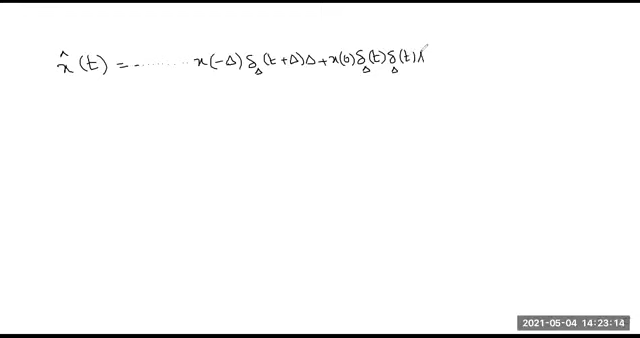 x̂(t) = -......... x(-Δ) δ_Δ(t+Δ)Δ + x(0) δ_Δ(t) δ_Δ(t)
2021-05-04 14:23:14